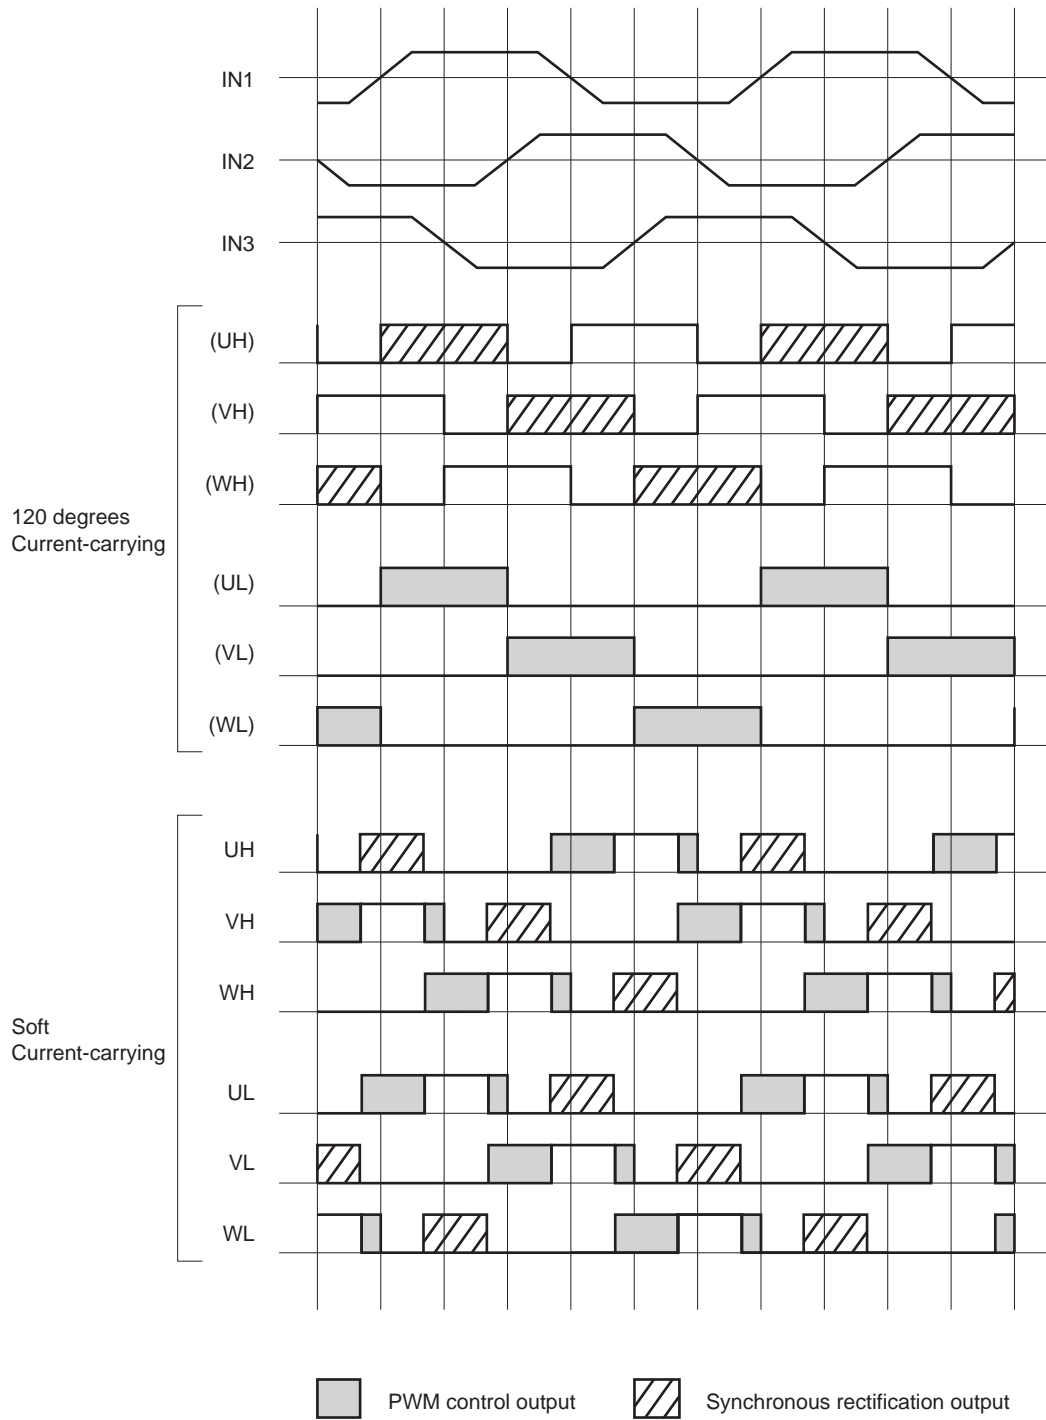 IN1
IN2
IN3
(UH)
(VH)
(WH)
120 degrees
Current-carrying
(UL)
(VL)
(WL)
UH
VH
WH
Soft
Current-carrying
UL
VL
WL
PWM control output
Synchronous rectification output